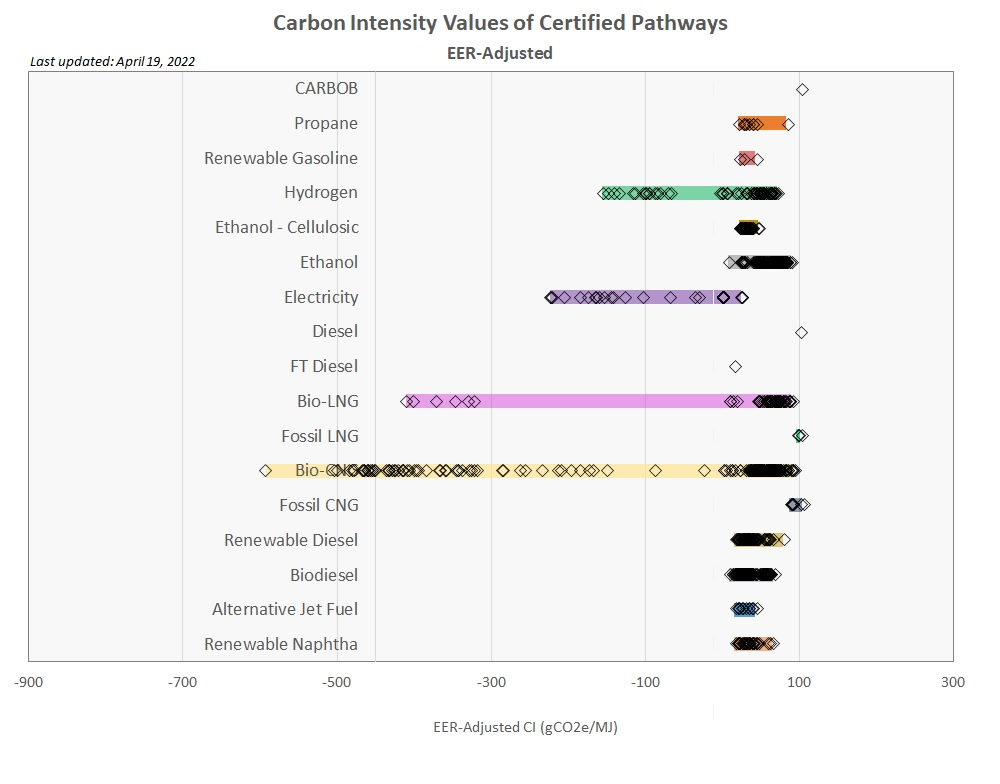 Carbon Intensity Values of Certified Pathways
EER-Adjusted
Last updated: April 19, 2022
CARBOB
Propane
Renewable Gasoline
Hydrogen
Ethanol - Cellulosic
Ethanol
Electricity
Diesel
FT Diesel
Bio-LNG
Fossil LNG
Bio-CNG
Fossil CNG
Renewable Diesel
Biodiesel
Alternative Jet Fuel
Renewable Naphtha
-900 -700 -500 -300 -100 100 300
EER-Adjusted CI (gCO2e/MJ)